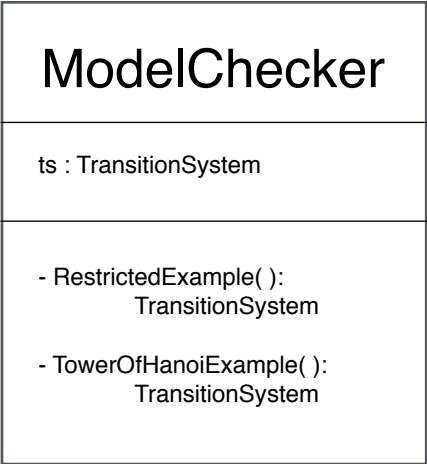 ModelChecker
ts : TransitionSystem
- RestrictedExample( ):
TransitionSystem
- TowerOfHanoiExample( ):
TransitionSystem